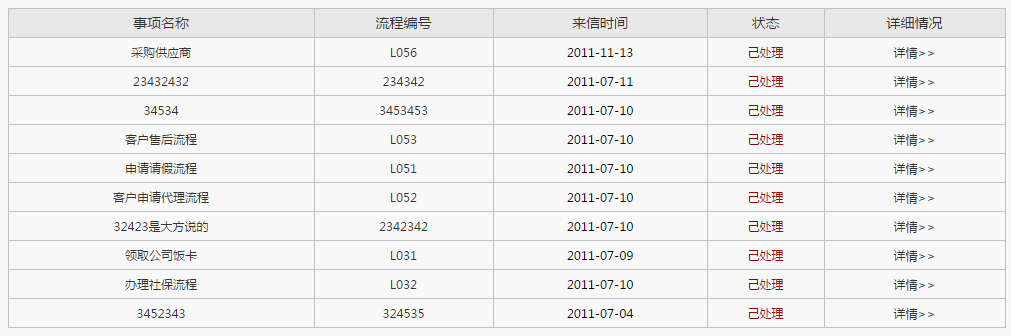 事项名称 流程编号 来信时间 状态 详细情况
采购供应商 L056 2011-11-13 己处理 详情>>
23432432 234342 2011-07-11 己处理 详情>>
34534 3453453 2011-07-10 己处理 详情>>
客户售后流程 L053 2011-07-10 己处理 详情>>
申请请假流程 L051 2011-07-10 己处理 详情>>
客户申请代理流程 L052 2011-07-10 己处理 详情>>
32423是大方说的 2342342 2011-07-10 己处理 详情>>
领取公司饭卡 L031 2011-07-09 己处理 详情>>
办理社保流程 L032 2011-07-10 己处理 详情>>
3452343 324535 2011-07-04 己处理 详情>>